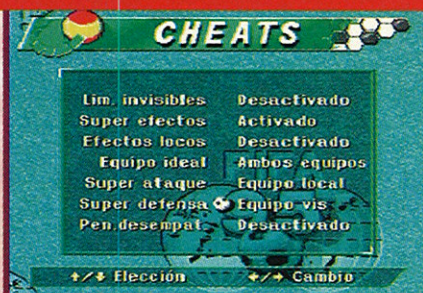 CHEATS
Lim. invisibles Desactivado
Super efectos Activado
Efectos locos Desactivado
Equipo ideal Ambos equipos
Super ataque Equipo local
Super defensa Equipo vis
Pen.desempat. Desactivado
↑/↓ Elección ←/→ Cambio